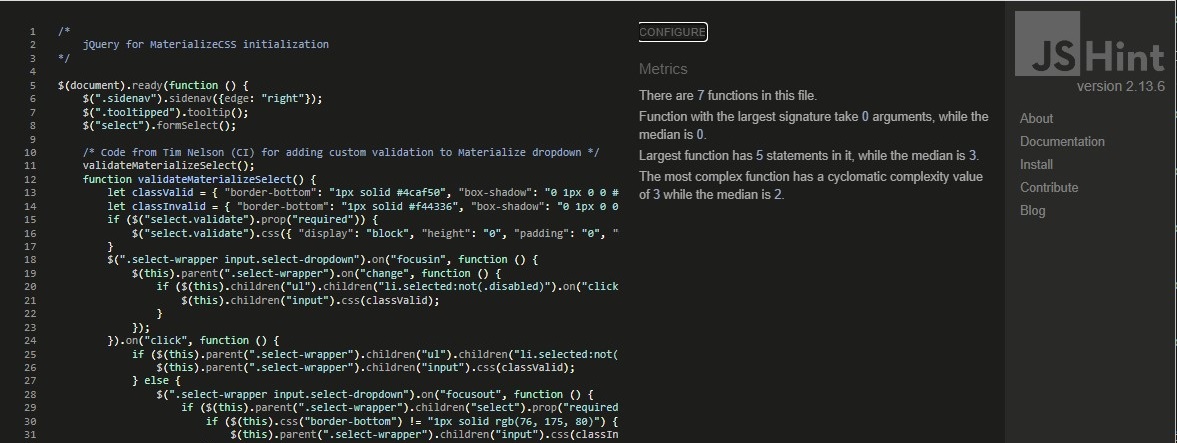 1 /*
2 jQuery for MaterializeCSS initialization
3 */
4
5 $(document).ready(function () {
6 $(".sidenav").sidenav({edge: "right"});
7 $(".tooltipped").tooltip();
8 $("select").formSelect();
9
10 /* Code from Tim Nelson (CI) for adding custom validation to Materialize dropdown */
11 validateMaterializeSelect();
12 function validateMaterializeSelect() {
13 let classValid = { "border-bottom": "1px solid #4caf50", "box-shadow": "0 1px 0 0 #
14 let classInvalid = { "border-bottom": "1px solid #f44336", "box-shadow": "0 1px 0 0
15 if ($("select.validate").prop("required")) {
16 $("select.validate").css({ "display": "block", "height": "0", "padding": "0", "
17 }
18 $(".select-wrapper input.select-dropdown").on("focusin", function () {
19 $(this).parent(".select-wrapper").on("change", function () {
20 if ($(this).children("ul").children("li.selected:not(.disabled)").on("click
21 $(this).children("input").css(classValid);
22 }
23 });
24 }).on("click", function () {
25 if ($(this).parent(".select-wrapper").children("ul").children("li.selected:not(
26 $(this).parent(".select-wrapper").children("input").css(classValid);
27 } else {
28 $(".select-wrapper input.select-dropdown").on("focusout", function () {
29 if ($(this).parent(".select-wrapper").children("select").prop("required
30 if ($(this).css("border-bottom") != "1px solid rgb(76, 175, 80)") {
31 $(this).parent(".select-wrapper").children("input").css(classIn
CONFIGURE
Metrics
There are 7 functions in this file.
Function with the largest signature take 0 arguments, while the
median is 0.
Largest function has 5 statements in it, while the median is 3.
The most complex function has a cyclomatic complexity value
of 3 while the median is 2.
JSHint
version 2.13.6
About
Documentation
Install
Contribute
Blog